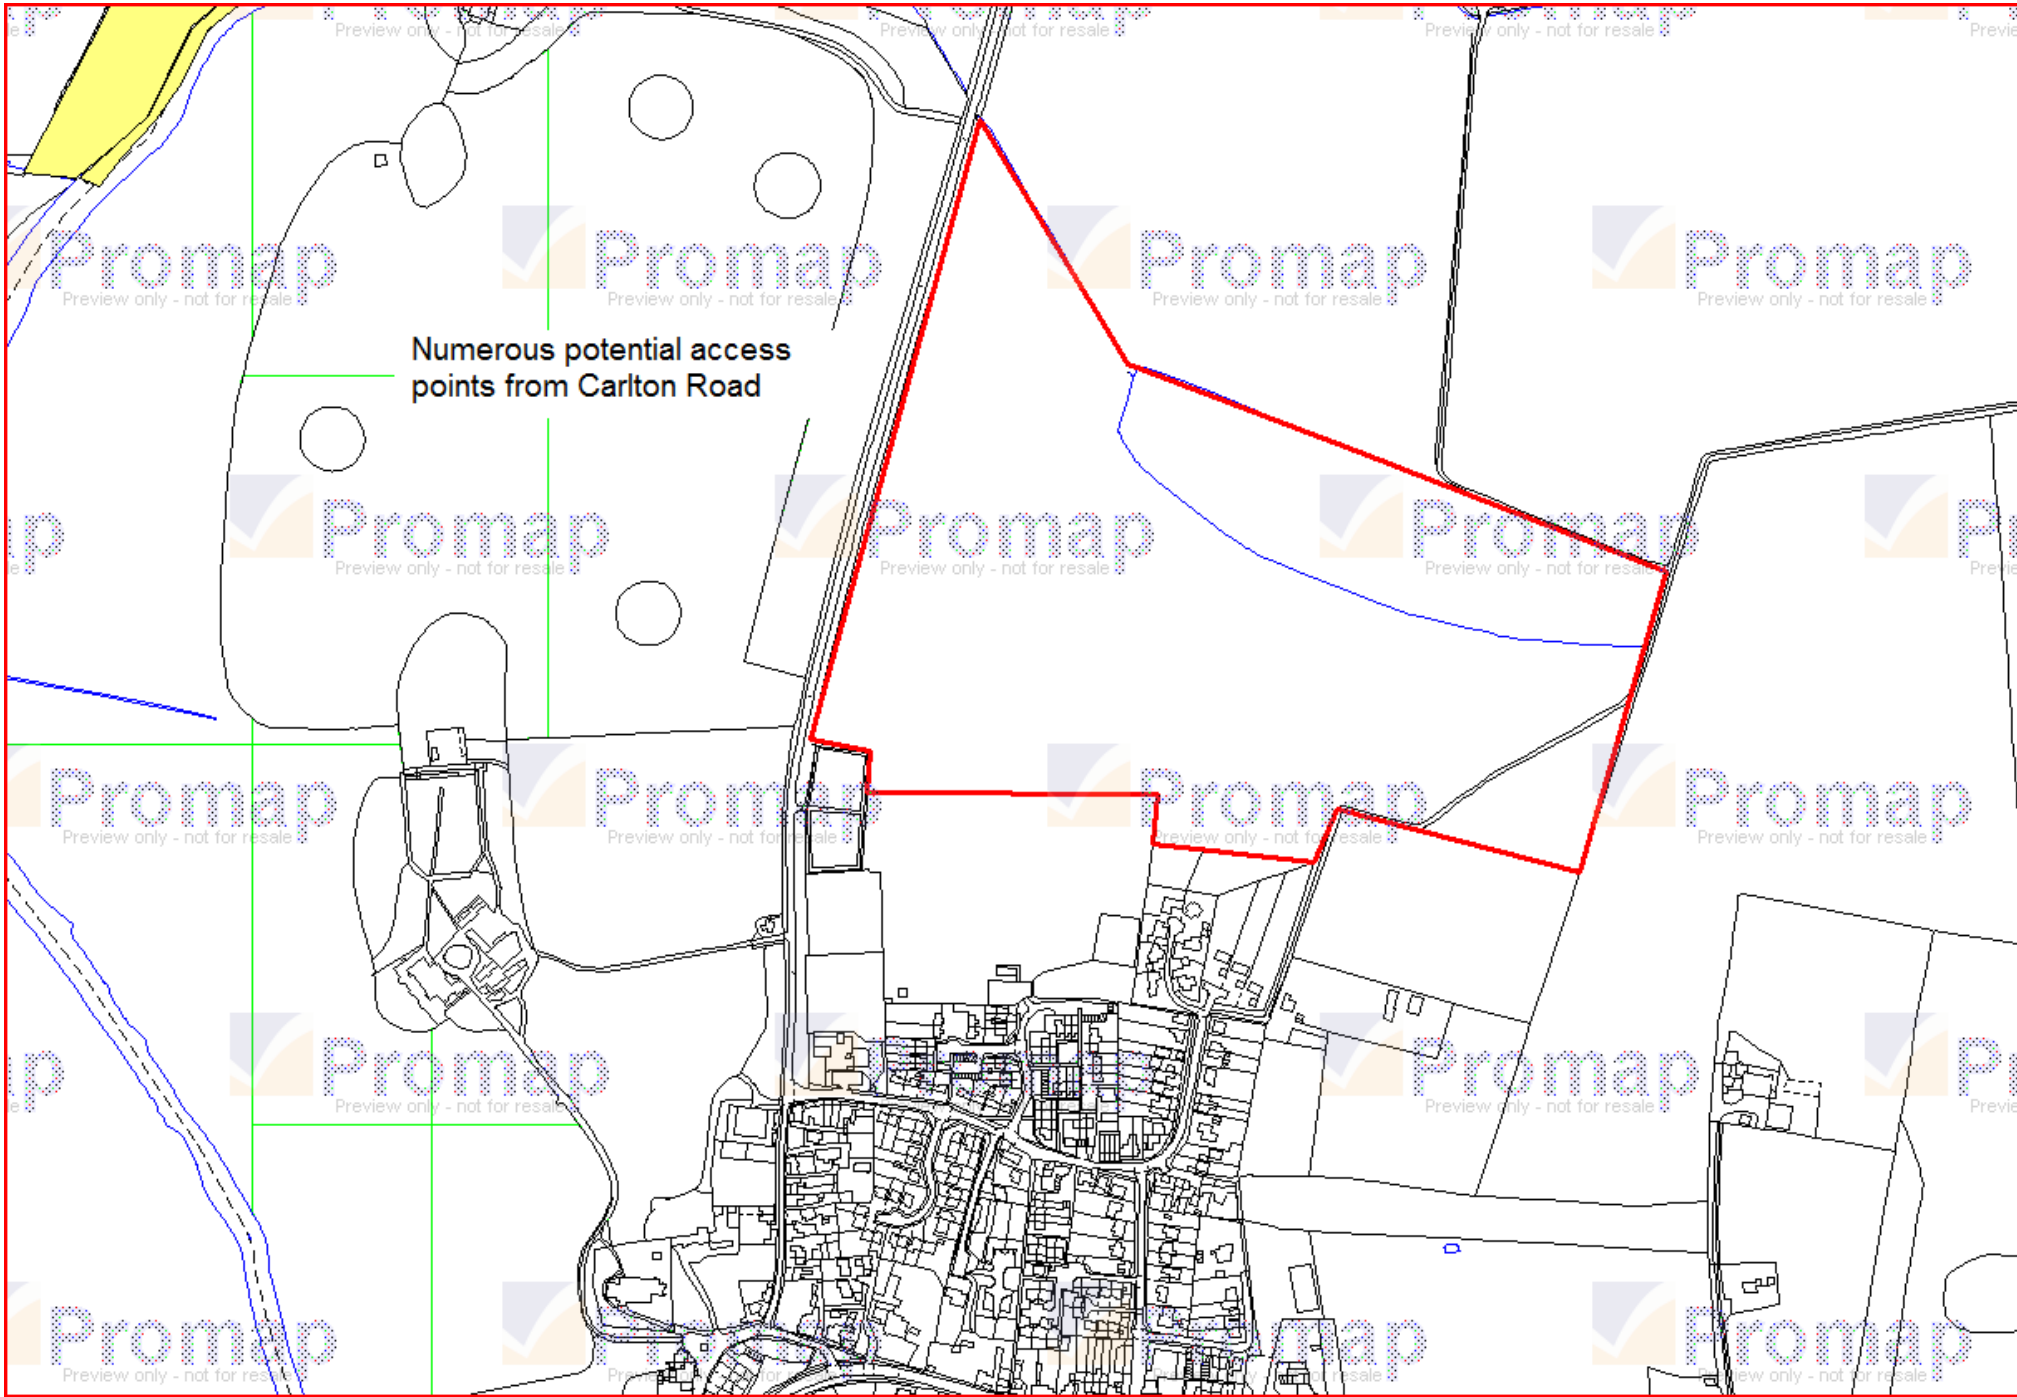 Numerous potential access
points from Carlton Road
Promap
Preview only - not for resale